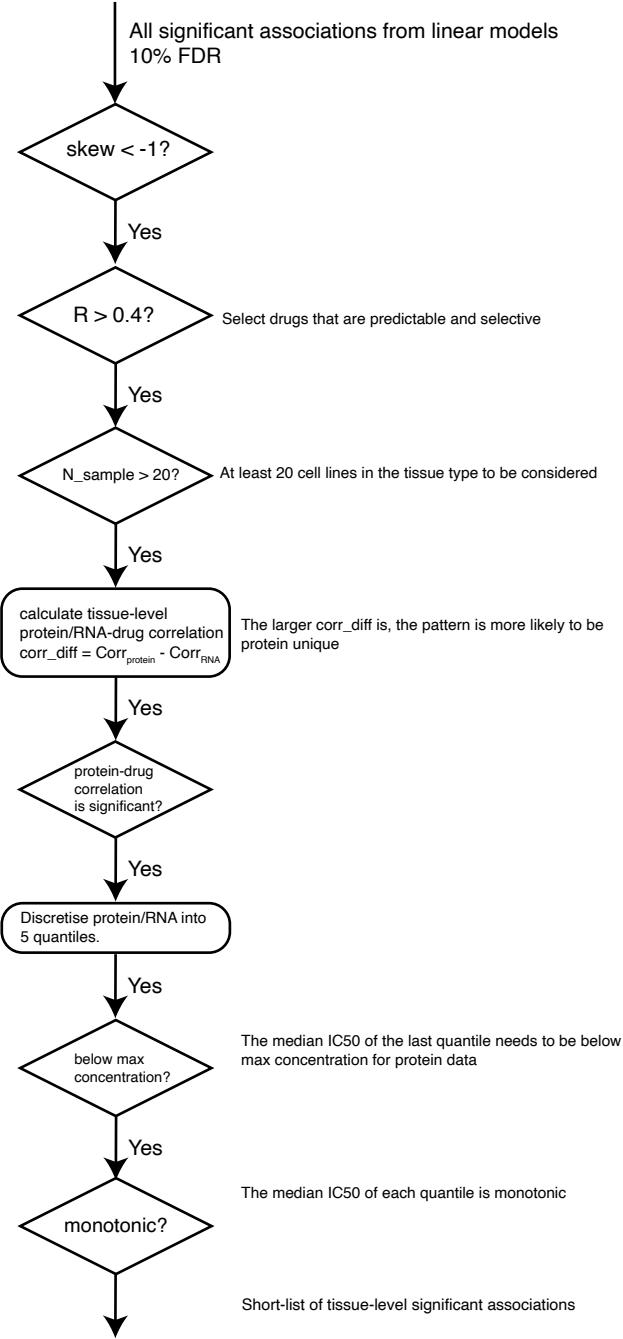 All significant associations from linear models
10% FDR
skew < -1?
Yes
R > 0.4?
Select drugs that are predictable and selective
Yes
N_sample > 20?
At least 20 cell lines in the tissue type to be considered
Yes
calculate tissue-level
protein/RNA-drug correlation
corr_diff = Corrprotein - CorrRNA
The larger corr_diff is, the pattern is more likely to be
protein unique
Yes
protein-drug
correlation
is significant?
Yes
Discretise protein/RNA into
5 quantiles.
Yes
below max
concentration?
The median IC50 of the last quantile needs to be below
max concentration for protein data
Yes
monotonic?
The median IC50 of each quantile is monotonic
Short-list of tissue-level significant associations